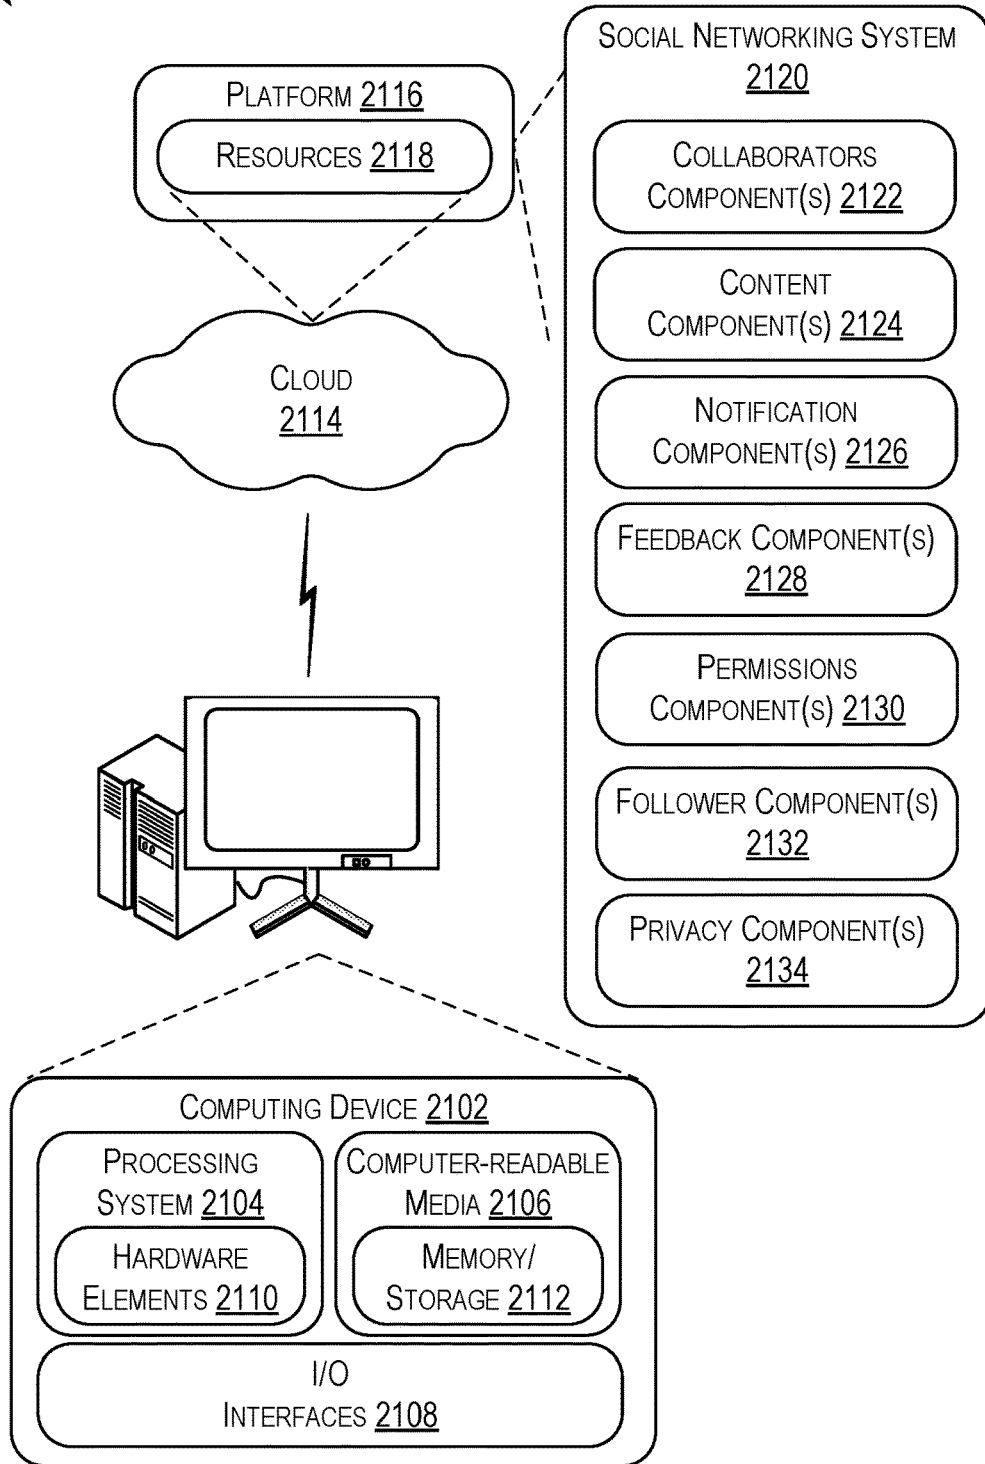 PLATFORM 2116
RESOURCES 2118
CLOUD
2114
SOCIAL NETWORKING SYSTEM
2120
COLLABORATORS
COMPONENT(S) 2122
CONTENT
COMPONENT(S) 2124
NOTIFICATION
COMPONENT(S) 2126
FEEDBACK COMPONENT(S)
2128
PERMISSIONS
COMPONENT(S) 2130
FOLLOWER COMPONENT(S)
2132
PRIVACY COMPONENT(S)
2134
COMPUTING DEVICE 2102
PROCESSING
SYSTEM 2104
HARDWARE
ELEMENTS 2110
COMPUTER-READABLE
MEDIA 2106
MEMORY/
STORAGE 2112
I/O
INTERFACES 2108